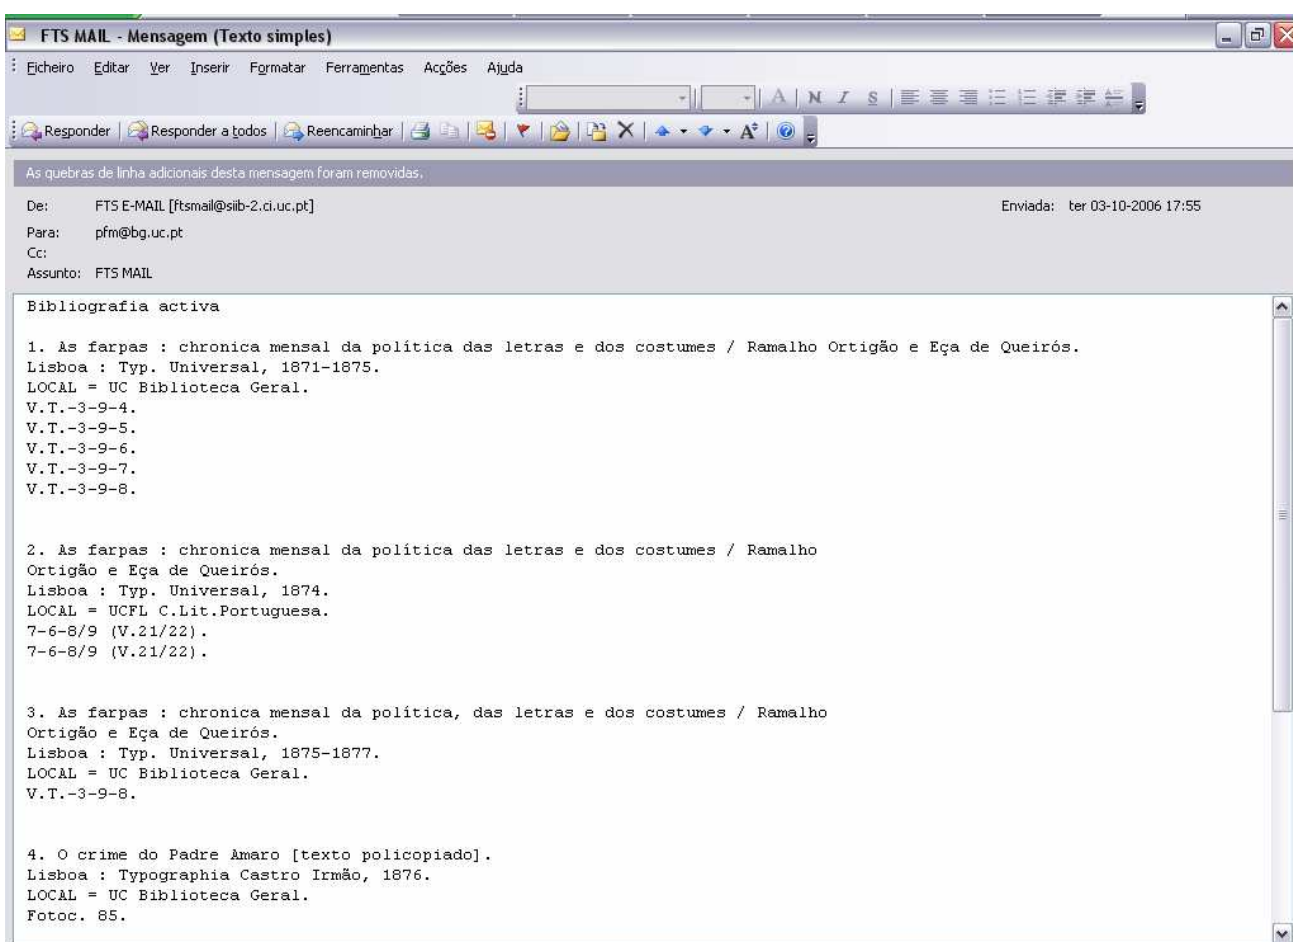 FTS MAIL - Mensagem (Texto simples)
Ficheiro Editar Ver Inserir Formatar Ferramentas Acções Ajuda
A N I S
Responder Responder a todos Reencaminhar
As quebras de linha adicionais desta mensagem foram removidas.
De: FTS E-MAIL [ftsmail@siib-2.ci.uc.pt] Enviada: ter 03-10-2006 17:55
Para: pfm@bg.uc.pt
Cc:
Assunto: FTS MAIL
Bibliografia activa
1. As farpas : chronica mensal da política das letras e dos costumes / Ramalho Ortigão e Eça de Queirós.
Lisboa : Typ. Universal, 1871-1875.
LOCAL = UC Biblioteca Geral.
V.T.-3-9-4.
V.T.-3-9-5.
V.T.-3-9-6.
V.T.-3-9-7.
V.T.-3-9-8.
2. As farpas : chronica mensal da política das letras e dos costumes / Ramalho
Ortigão e Eça de Queirós.
Lisboa : Typ. Universal, 1874.
LOCAL = UCFL C.Lit.Portuguesa.
7-6-8/9 (V.21/22).
7-6-8/9 (V.21/22).
3. As farpas : chronica mensal da política, das letras e dos costumes / Ramalho
Ortigão e Eça de Queirós.
Lisboa : Typ. Universal, 1875-1877.
LOCAL = UC Biblioteca Geral.
V.T.-3-9-8.
4. O crime do Padre Amaro [texto policopiado].
Lisboa : Typographia Castro Irmão, 1876.
LOCAL = UC Biblioteca Geral.
Fotoc. 85.